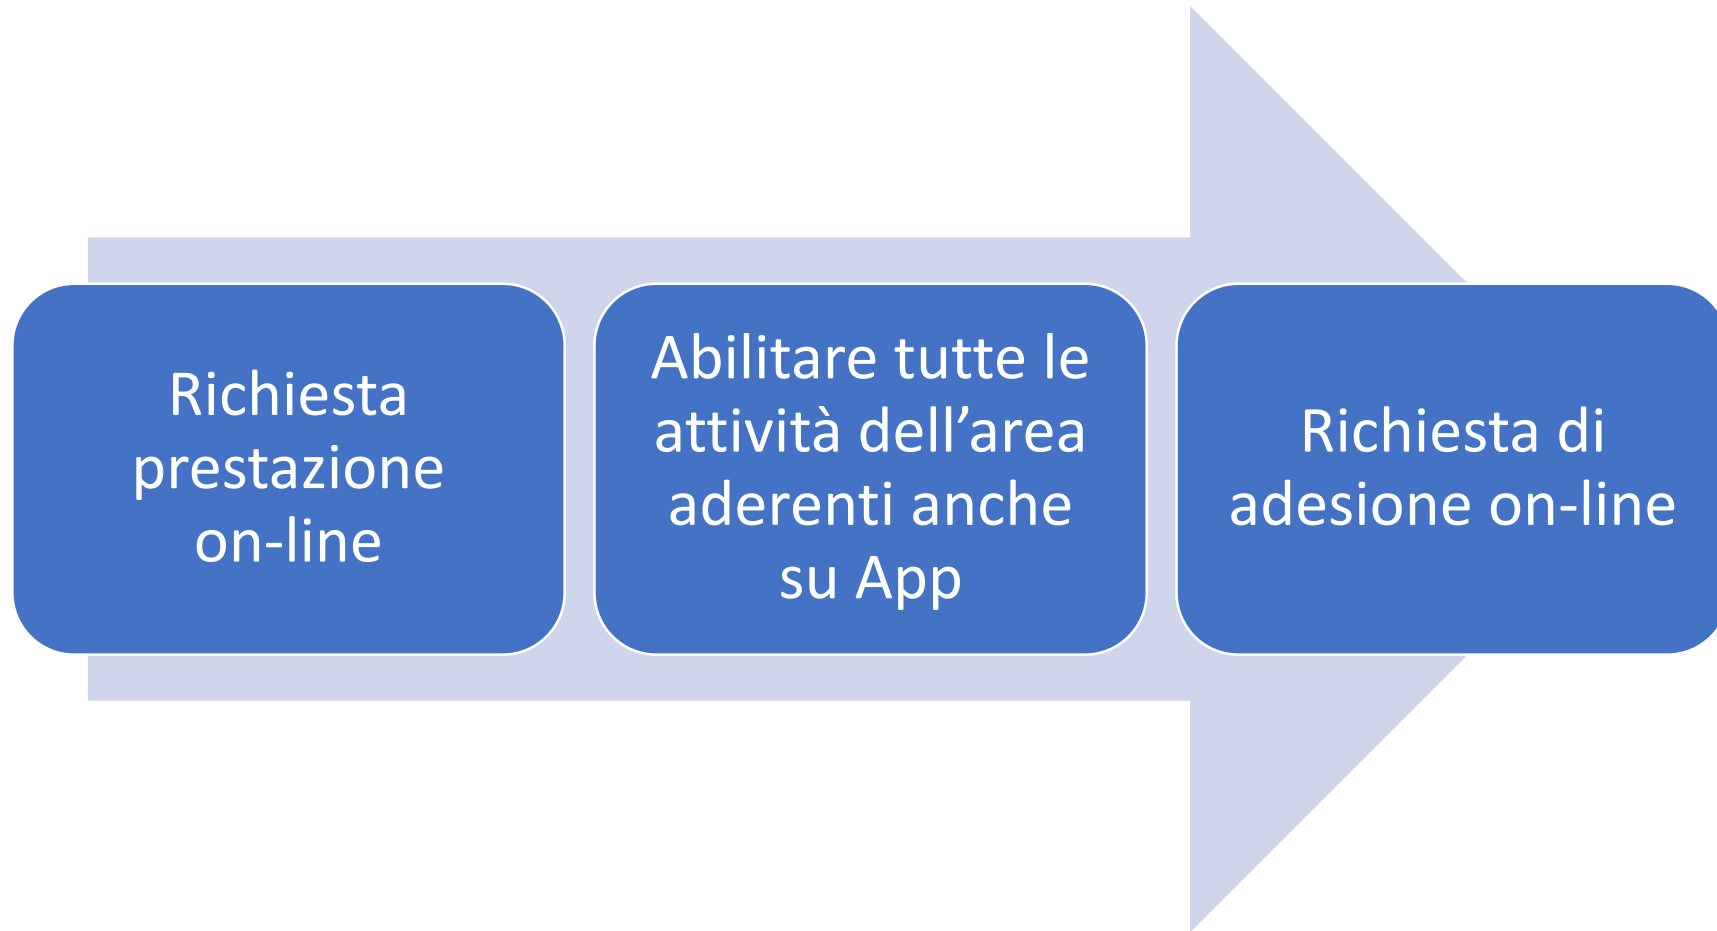 Richiesta
prestazione
on-line
Abilitare tutte le
attività dell’area
aderenti anche
su App
Richiesta di
adesione on-line